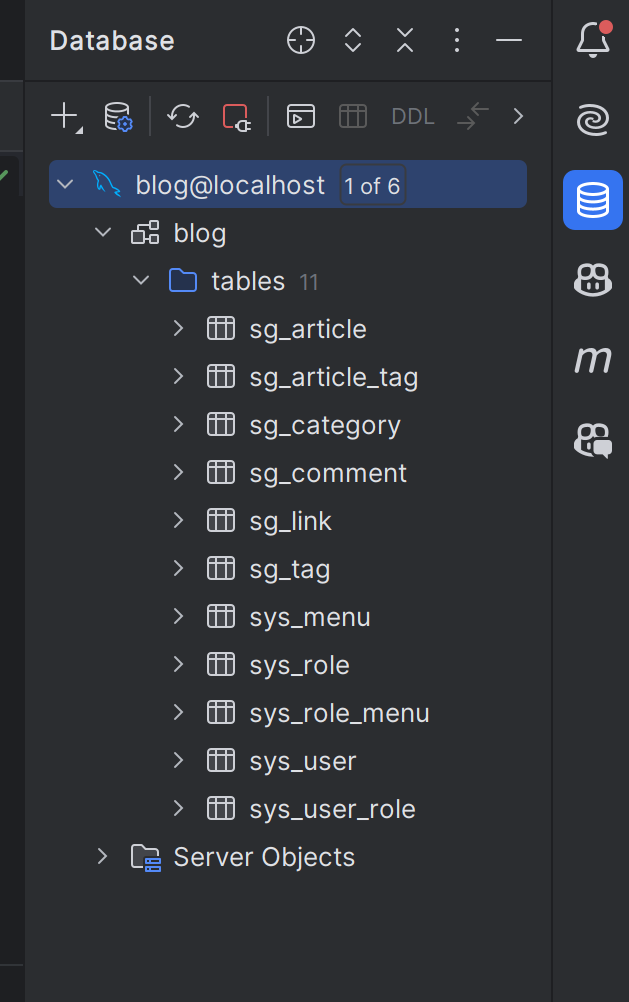 Database
DDL
blog@localhost 1 of 6
blog
tables 11
sg_article
sg_article_tag
sg_category
sg_comment
sg_link
sg_tag
sys_menu
sys_role
sys_role_menu
sys_user
sys_user_role
Server Objects
m